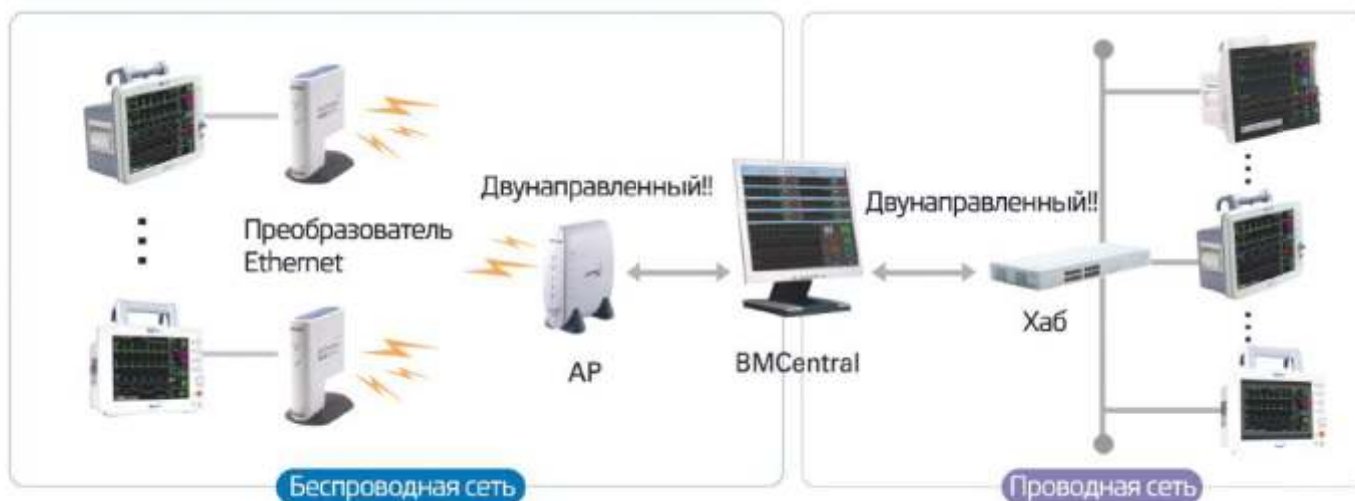 Двунаправленный!!
Двунаправленный!!
Преобразователь
Ethernet
Хаб
AP
BMCentral
Беспроводная сеть
Проводная сеть